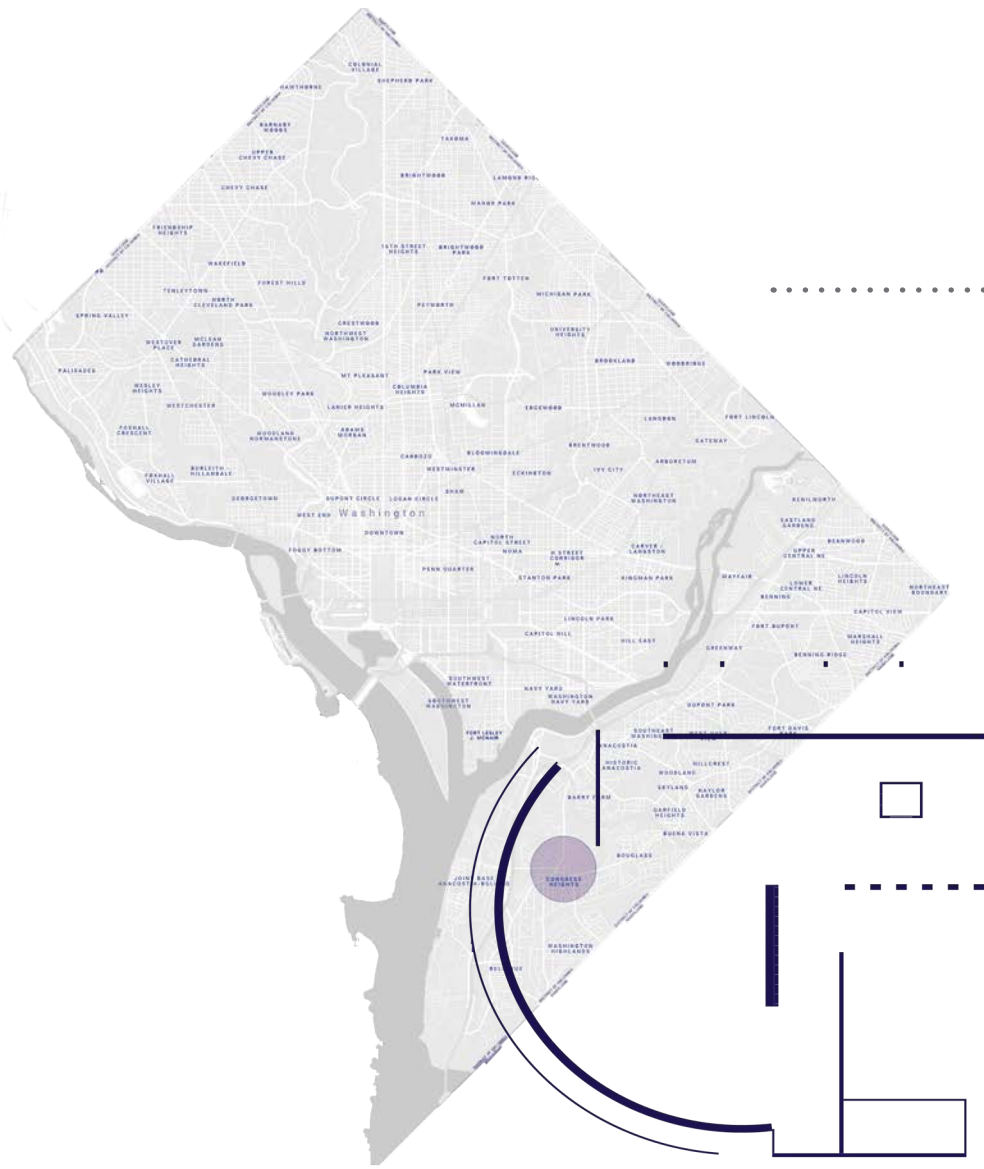 COLONIAL
VILLAGE
SHEPHERD PARK
HAWTHORNE
BARNABY
WOODS
TAKOMA
UPPER
CHEVY CHASE
BRIGHTWOOD
CHEVY CHASE
MANOR PARK
FRIENDSHIP
HEIGHTS
16TH STREET
HEIGHTS
BRIGHTWOOD
PARK
WAKEFIELD
FORT TOTTEN
FOREST HILLS
TENLEYTOWN
NORTH
CLEVELAND PARK
MICHIGAN PARK
PETWORTH
SPRING VALLEY
CRESTWOOD
NORTHWEST
WASHINGTON
UNIVERSITY
HEIGHTS
WESTOVER
PLACE
MCLEAN
GARDENS
CATHEDRAL
HEIGHTS
BROOKLAND
WOODRIDGE
PALISADES
MT PLEASANT
PARK VIEW
WESLEY
HEIGHTS
COLUMBIA
HEIGHTS
WOODLEY PARK
WESTCHESTER
LANIER HEIGHTS
MCMILLAN
EDGEWOOD
LANGDON
FORT LINCOLN
FOXHALL
CRESCENT
WOODLAND
NORMANSTONE
ADAMS
MORGAN
GATEWAY
BRENTWOOD
CARDOZO
BLOOMINGDALE
ARBORETUM
WESTMINSTER
ECKINGTON
IVY CITY
FOXHALL
VILLAGE
BURLEITH -
HILLANDALE
SHAW
GEORGETOWN
DUPONT CIRCLE
LOGAN CIRCLE
NORTHEAST
WASHINGTON
KENILWORTH
WEST END
Washington
EASTLAND
GARDENS
DOWNTOWN
NORTH
CAPITOL STREET
DEANWOOD
FOGGY BOTTOM
NOMA
H STREET
CORRIDOR
CARVER -
LANGSTON
UPPER
CENTRAL NE
PENN QUARTER
STANTON PARK
KINGMAN PARK
MAYFAIR
LINCOLN
HEIGHTS
LOWER
CENTRAL NE
NORTHEAST
BOUNDARY
BENNING
CAPITOL VIEW
LINCOLN PARK
FORT DUPONT
CAPITOL HILL
HILL EAST
MARSHALL
HEIGHTS
GREENWAY
BENNING RIDGE
SOUTHWEST
WATERFRONT
NAVY YARD
WASHINGTON
NAVY YARD
SOUTHWEST
WASHINGTON
DUPONT PARK
FORT LESLEY
J. MCNAIR
SOUTHEAST
FORT DAVIS
ANACOSTIA
HISTORIC
ANACOSTIA
HILLCREST
WOODLAND
SKYLAND
NAYLOR
GARDENS
BARRY
GARFIELD
HEIGHTS
BUENA VISTA
DOUGLASS
JOINT BASE
CONGRESS
HEIGHTS
WASHINGTON
HIGHLANDS